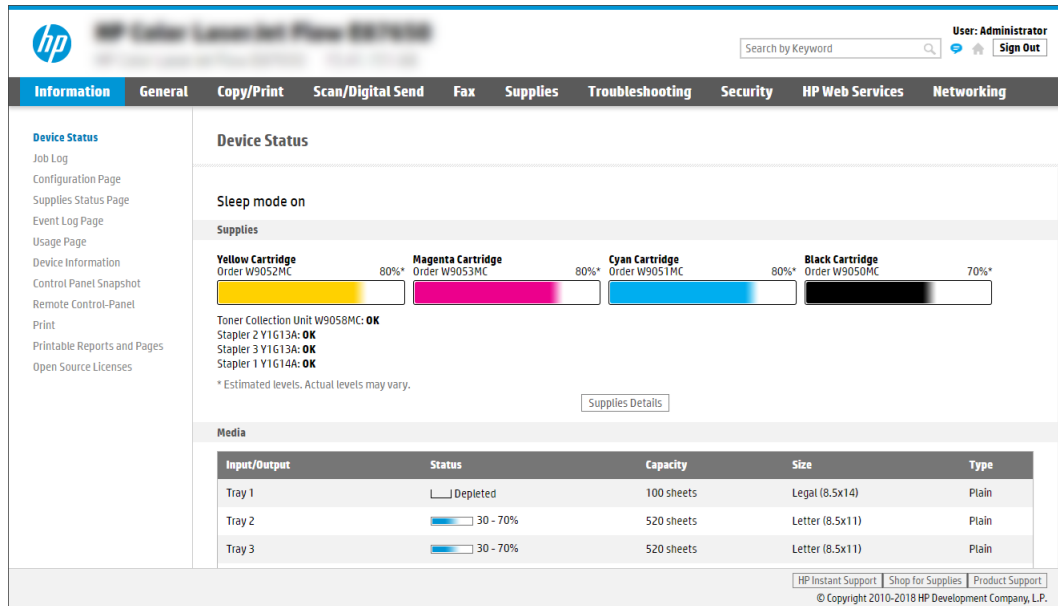 hp
User: Administrator
Search by Keyword
Sign Out
Information General Copy/Print Scan/Digital Send Fax Supplies Troubleshooting Security HP Web Services Networking
Device Status
Job Log
Configuration Page
Supplies Status Page
Event Log Page
Usage Page
Device Information
Control Panel Snapshot
Remote Control-Panel
Print
Printable Reports and Pages
Open Source Licenses
Device Status
Sleep mode on
Supplies
Yellow Cartridge Magenta Cartridge Cyan Cartridge Black Cartridge
Order W9052MC 80%* Order W9053MC 80%* Order W9051MC 80%* Order W9050MC 70%*
Toner Collection Unit W9058MC: OK
Stapler 2 Y1G13A: OK
Stapler 3 Y1G13A: OK
Stapler 1 Y1G14A: OK
* Estimated levels. Actual levels may vary.
Supplies Details
Media
Input/Output Status Capacity Size Type
Tray 1 Depleted 100 sheets Legal (8.5x14) Plain
Tray 2 30 - 70% 520 sheets Letter (8.5x11) Plain
Tray 3 30 - 70% 520 sheets Letter (8.5x11) Plain
HP Instant Support Shop for Supplies Product Support
© Copyright 2010-2018 HP Development Company, L.P.